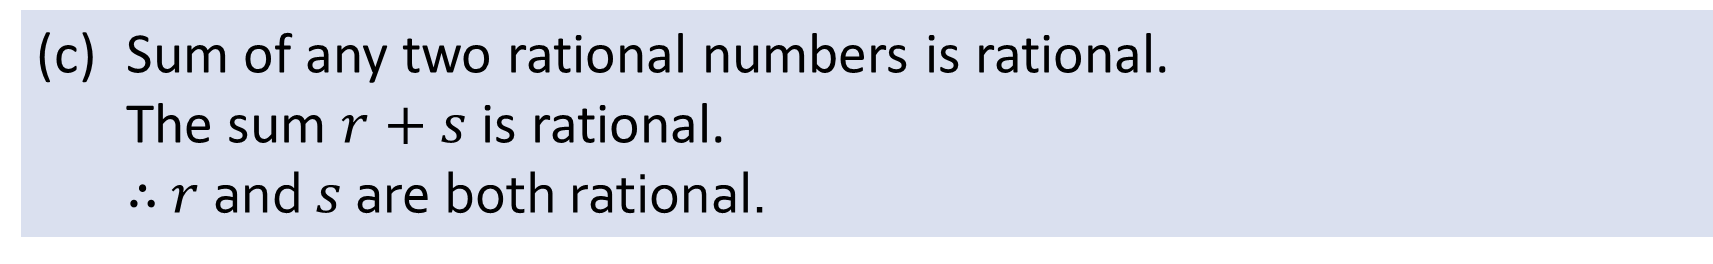 (c) Sum of any two rational numbers is rational.
The sum 𝑟 + 𝑠 is rational.
∴ 𝑟 and 𝑠 are both rational.